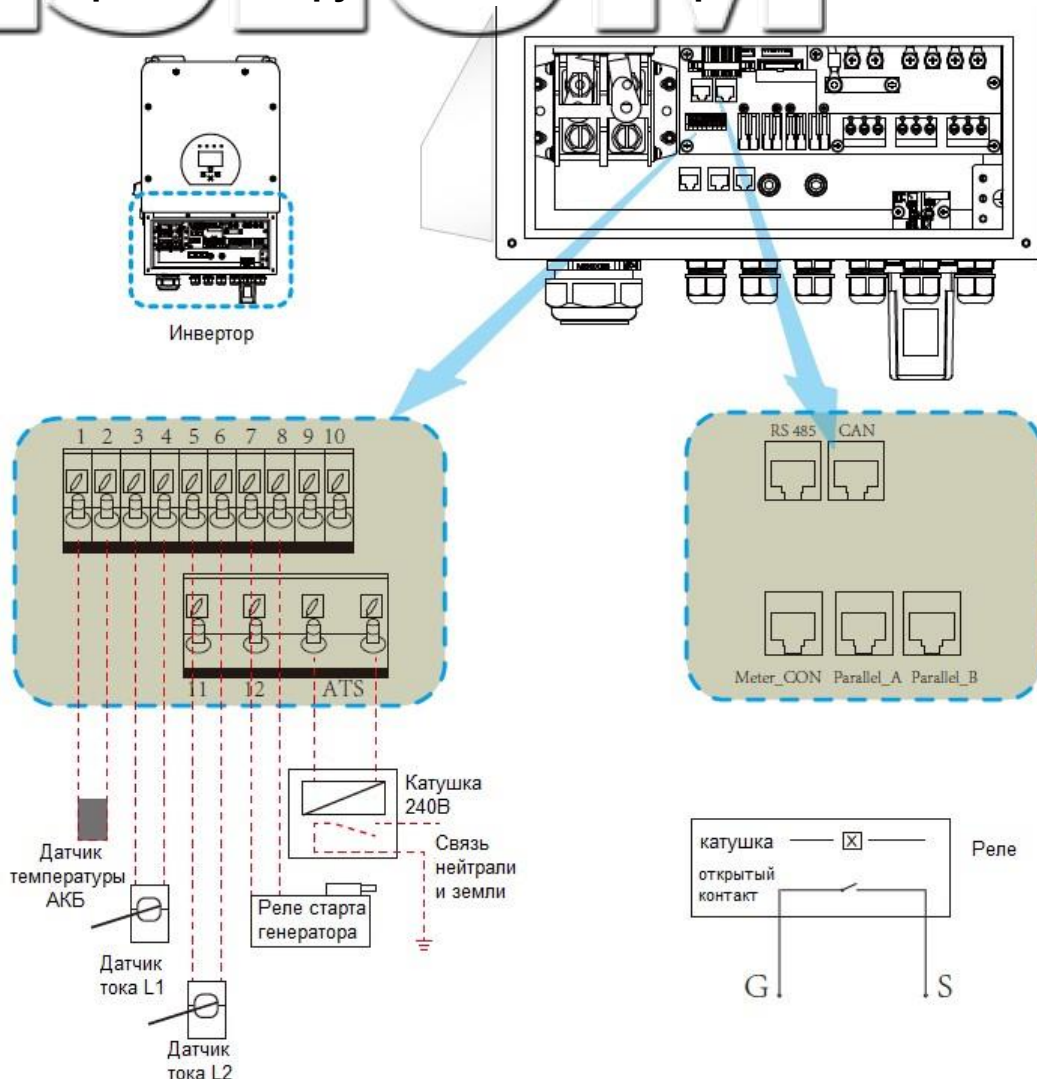 Инвертор
1 2 3 4 5 6 7 8 9 10
RS 485 CAN
11 12 ATS
Meter_CON Parallel_A Parallel_B
Катушка
240В
Связь
нейтрали
и земли
Датчик
температуры
АКБ
Реле старта
генератора
Датчик
тока L1
Датчик
тока L2
катушка
X
открытый
контакт
Реле
G S